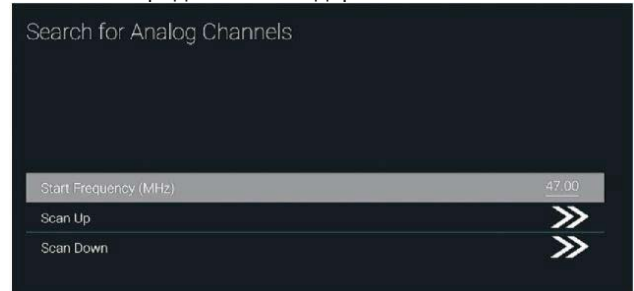 Search for Analog Channels
Start Frequency (MHz) 47.00
Scan Up
Scan Down